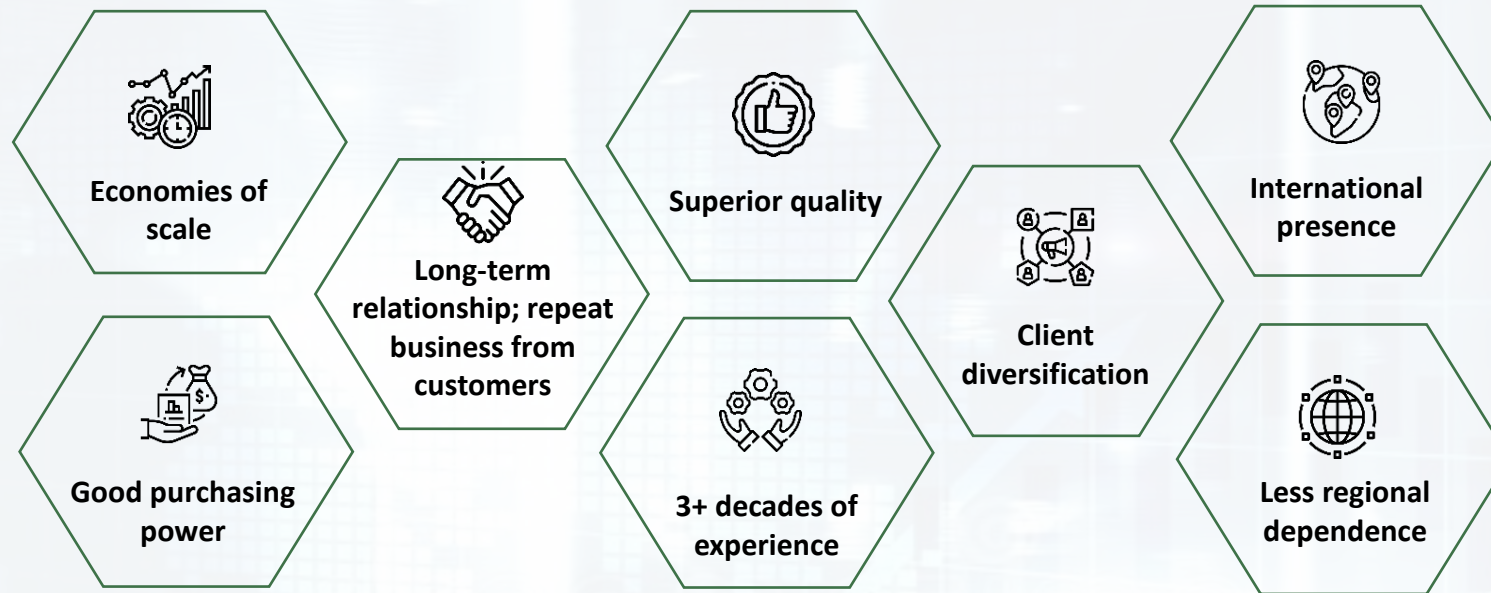 Economies of
scale
Good purchasing
power
Long-term
relationship; repeat
business from
customers
Superior quality
3+ decades of
experience
Client
diversification
International
presence
Less regional
dependence